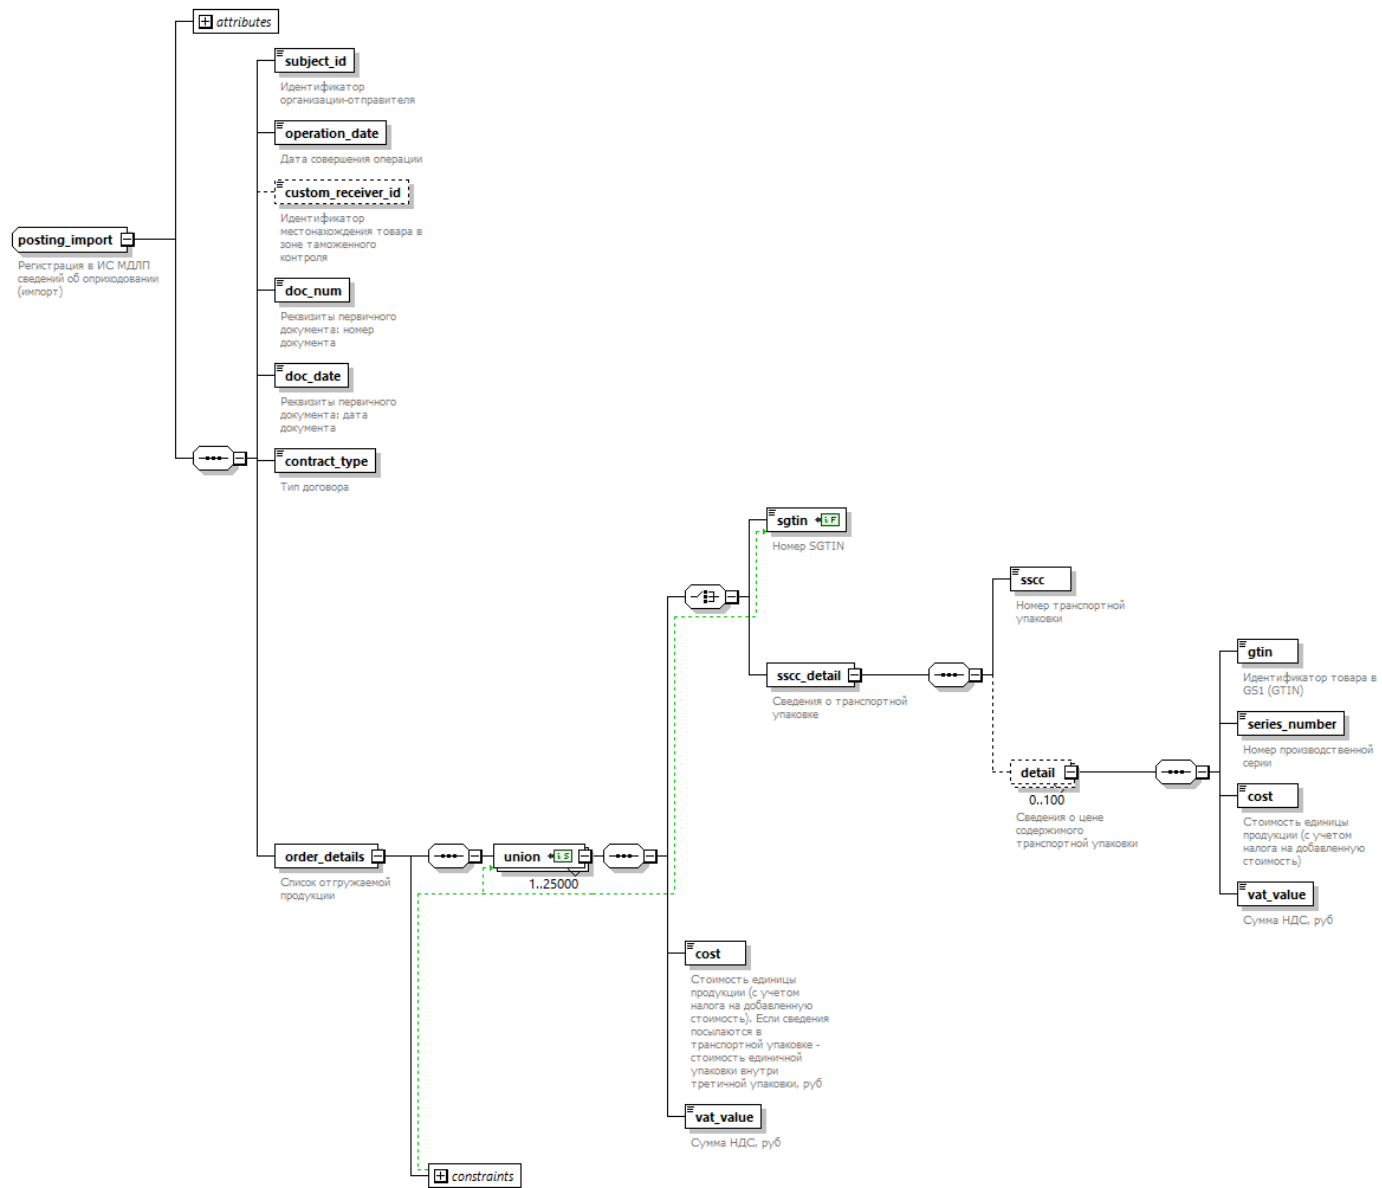 attributes
subject_id
Идентификатор
организации-отправителя
operation_date
Дата совершения операции
custom_receiver_id
Идентификатор
местонахождения товара в
зоне таможенного
контроля
posting_import
Регистрация в ИС МДЛП
сведений об оприходовании
(импорт)
doc_num
Реквизиты первичного
документа: номер
документа
doc_date
Реквизиты первичного
документа: дата
документа
contract_type
Тип договора
sgtin
Номер SGTIN
sscc
Номер транспортной
упаковки
sscc_detail
Сведения о транспортной
упаковке
gtin
Идентификатор товара в
GS1 (GTIN)
series_number
Номер производственной
серии
detail
0..100
Сведения о цене
содержимого
транспортной упаковки
cost
Стоимость единицы
продукции (с учетом
налога на добавленную
стоимость)
vat_value
Сумма НДС, руб
order_details
Список отгружаемой
продукции
union
1..25000
cost
Стоимость единицы
продукции (с учетом
налога на добавленную
стоимость). Если сведения
посылаются в
транспортной упаковке -
стоимость единичной
упаковки внутри
третичной упаковки, руб
vat_value
Сумма НДС, руб
constraints